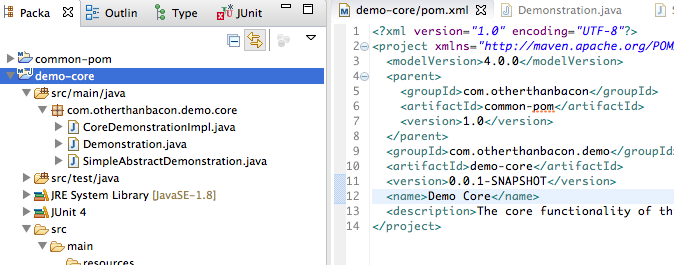 Packa
Outlin
Type
JUnit
common-pom
demo-core
src/main/java
com.otherthanbacon.demo.core
CoreDemonstrationImpl.java
Demonstration.java
SimpleAbstractDemonstration.java
src/test/java
JRE System Library [JavaSE-1.8]
JUnit 4
src
main
resources
demo-core/pom.xml
Demonstration.java
1 <?xml version="1.0" encoding="UTF-8"?>
2 <project xmlns="http://maven.apache.org/POM
3 <modelVersion>4.0.0</modelVersion>
4 <parent>
5 <groupId>com.otherthanbacon</groupId>
6 <artifactId>common-pom</artifactId>
7 <version>1.0</version>
8 </parent>
9 <groupId>com.otherthanbacon.demo</groupId>
10 <artifactId>demo-core</artifactId>
11 <version>0.0.1-SNAPSHOT</version>
12 <name>Demo Core</name>
13 <description>The core functionality of th
14 </project>